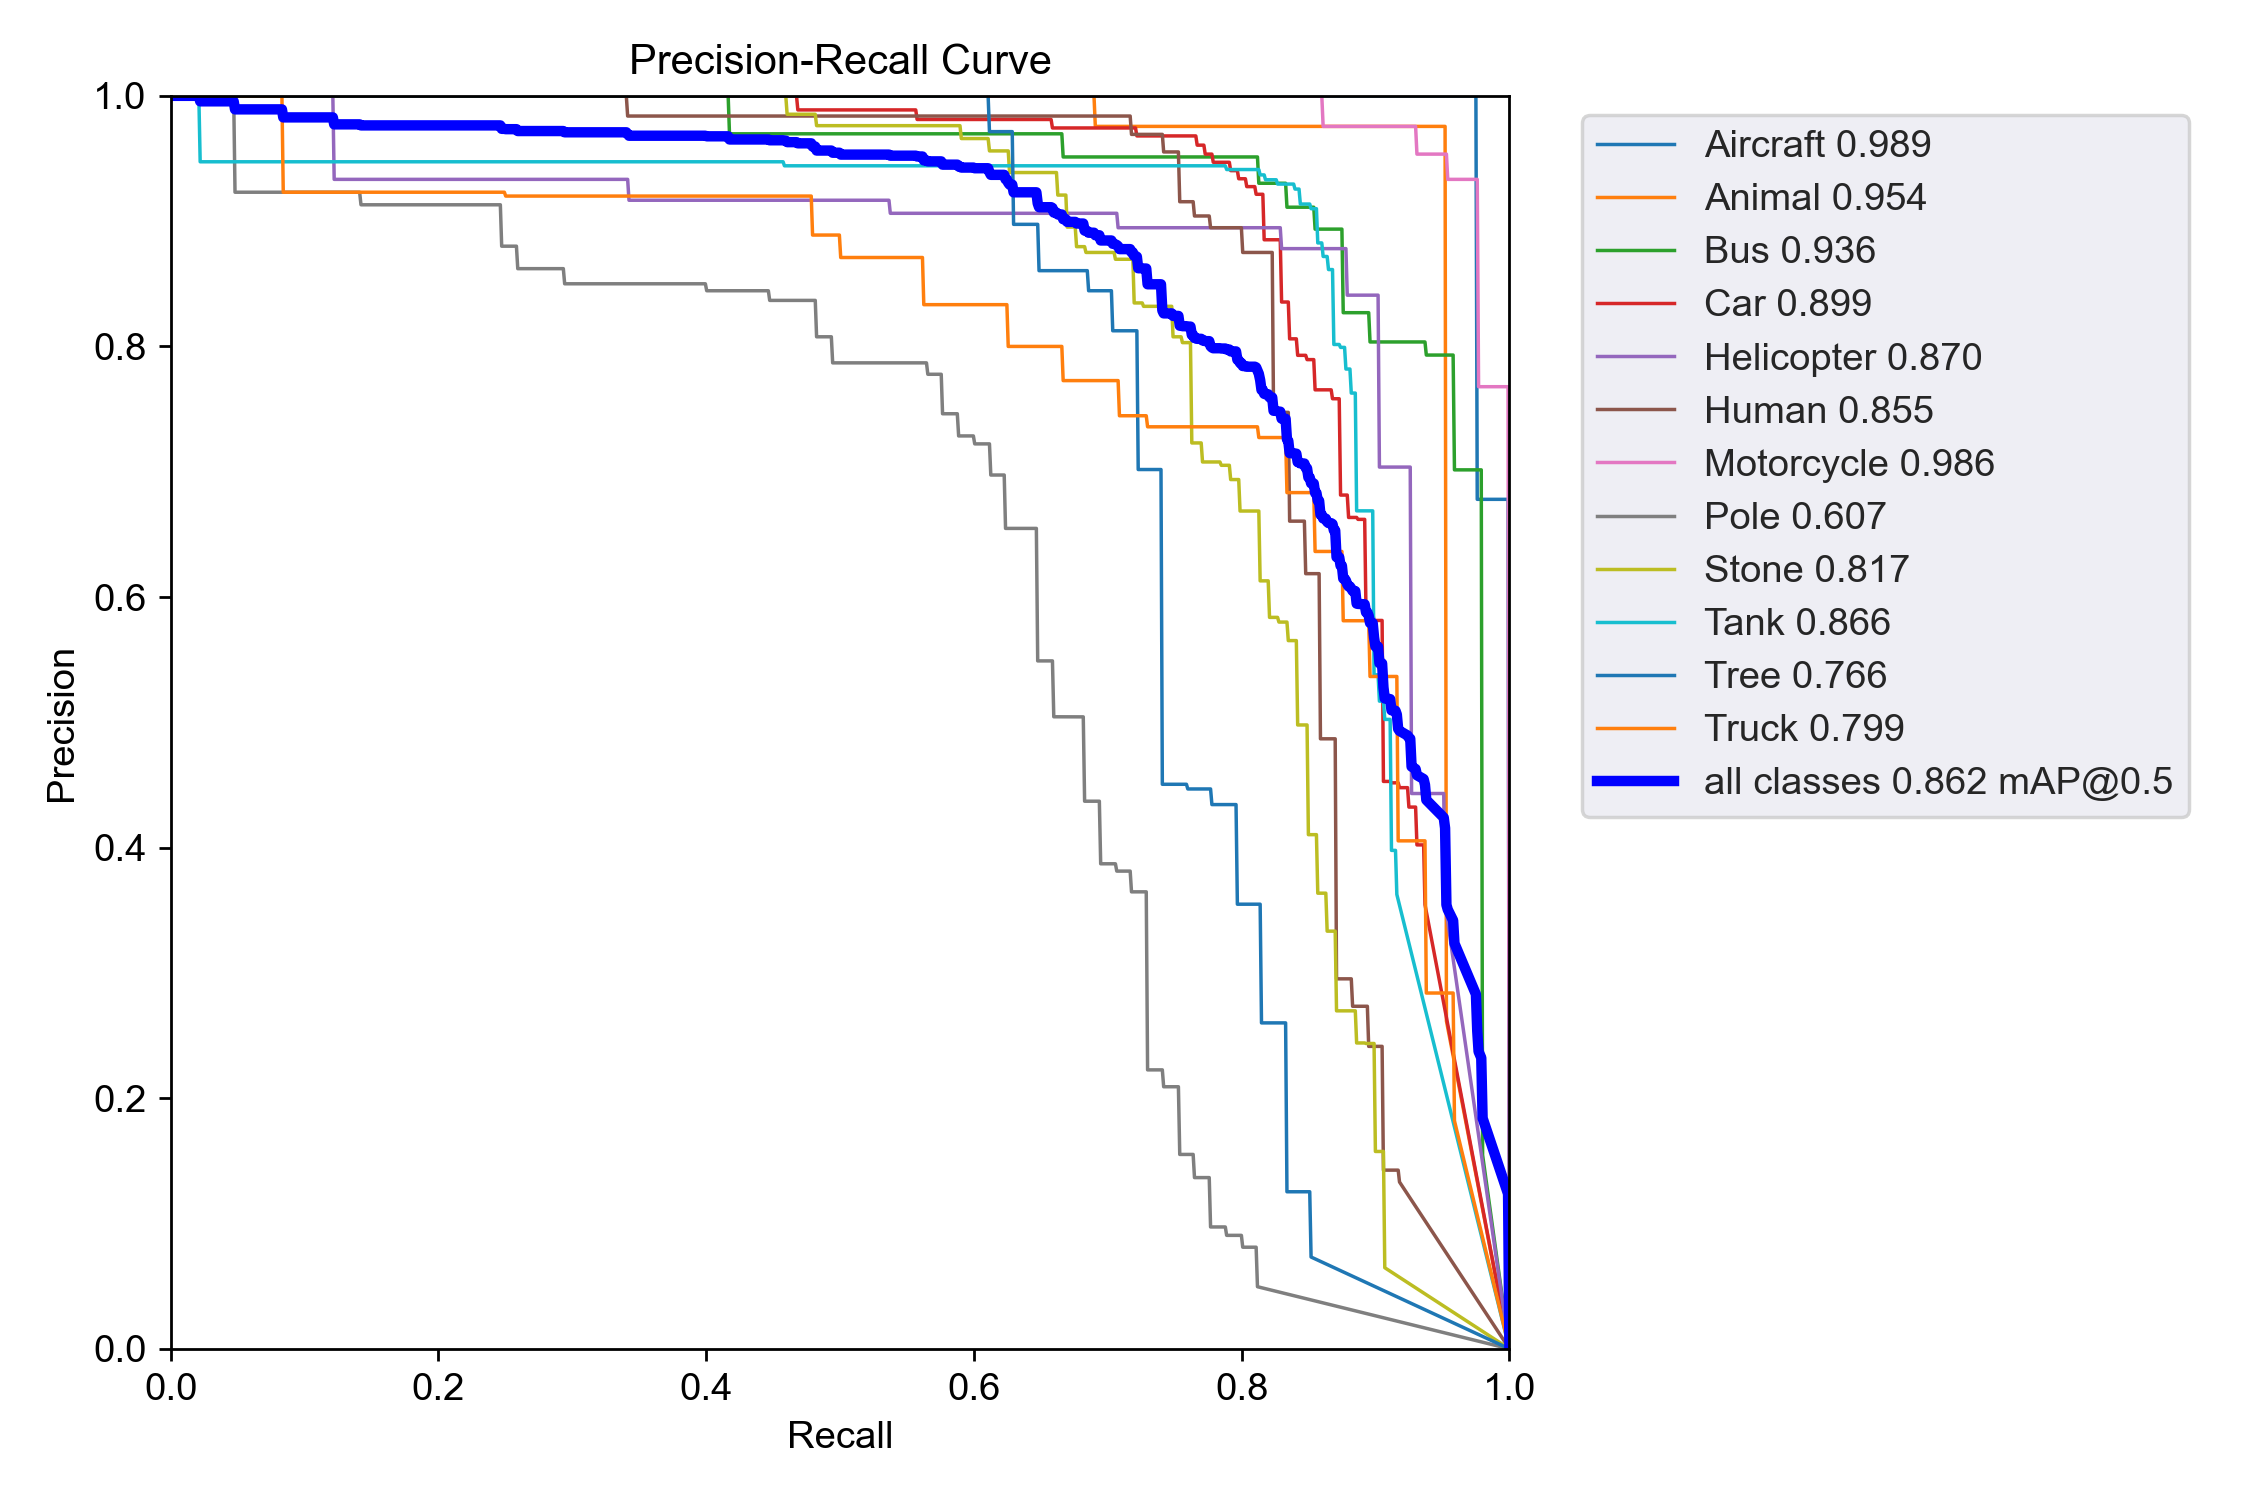 Precision-Recall Curve
1.0
0.8
0.6
0.4
0.2
0.0
Precision
0.0 0.2 0.4 0.6 0.8 1.0
Recall
Aircraft 0.989
Animal 0.954
Bus 0.936
Car 0.899
Helicopter 0.870
Human 0.855
Motorcycle 0.986
Pole 0.607
Stone 0.817
Tank 0.866
Tree 0.766
Truck 0.799
all classes 0.862 mAP@0.5